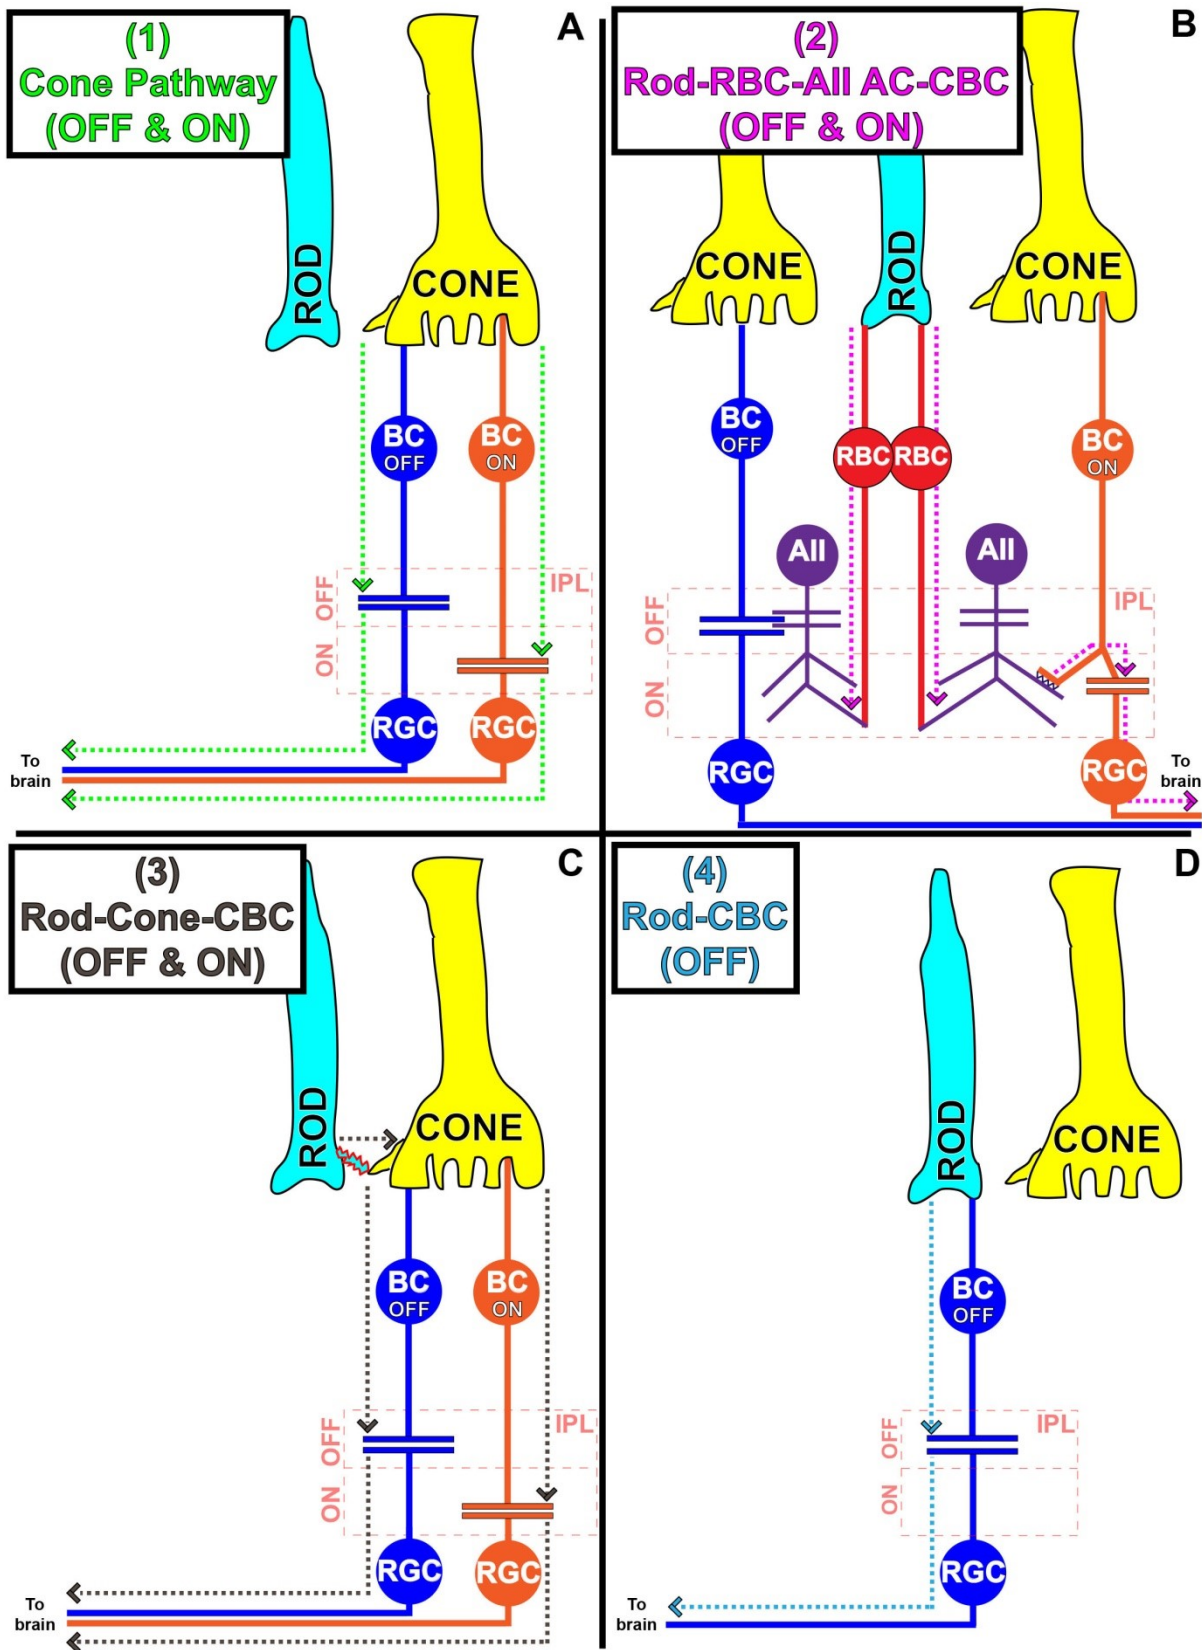 A
(1)
Cone Pathway
(OFF & ON)
ROD
CONE
BC
OFF
BC
ON
OFF
IPL
ON
RGC
RGC
To
brain
B
(2)
Rod-RBC-AII AC-CBC
(OFF & ON)
CONE
ROD
CONE
BC
OFF
RBC
RBC
BC
ON
AII
AII
OFF
IPL
ON
RGC
RGC
To
brain
C
(3)
Rod-Cone-CBC
(OFF & ON)
ROD
CONE
BC
OFF
BC
ON
OFF
IPL
ON
RGC
RGC
To
brain
D
(4)
Rod-CBC
(OFF)
ROD
CONE
BC
OFF
OFF
IPL
ON
RGC
To
brain